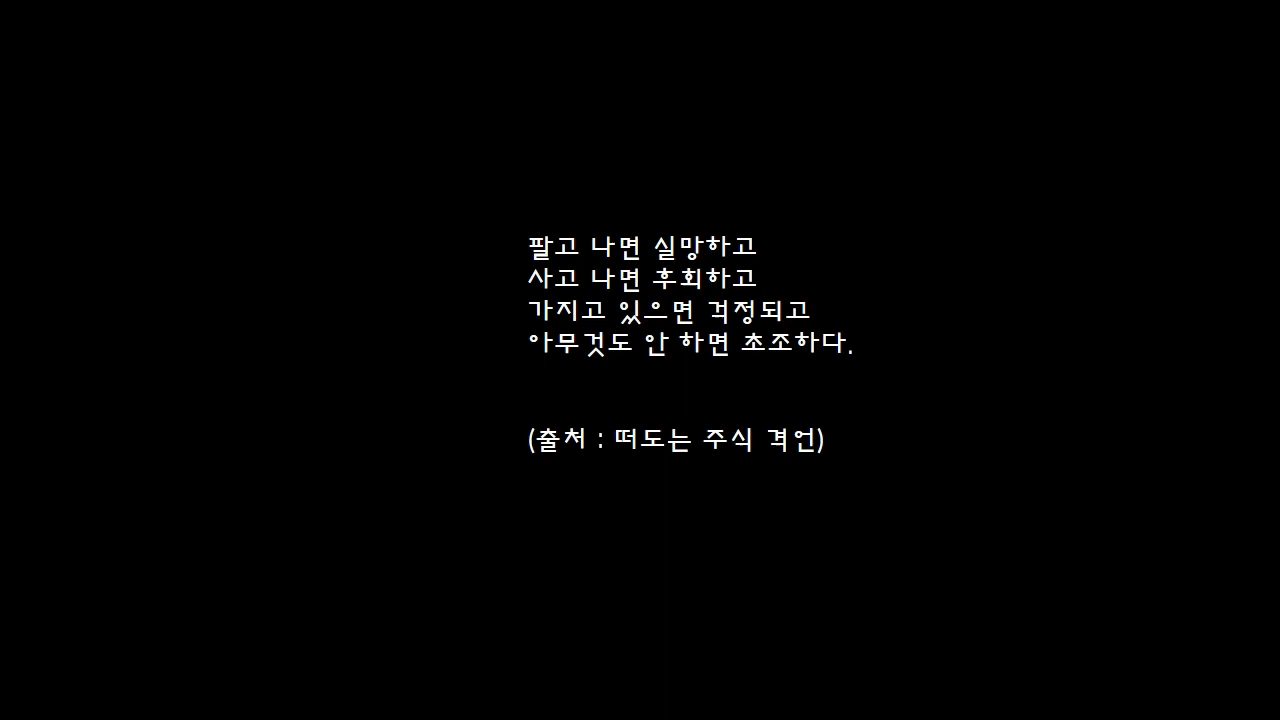 팔고 나면 실망하고
사고 나면 후회하고
가지고 있으면 걱정되고
아무것도 안 하면 초조하다.
(출처 : 떠도는 주식 격언)